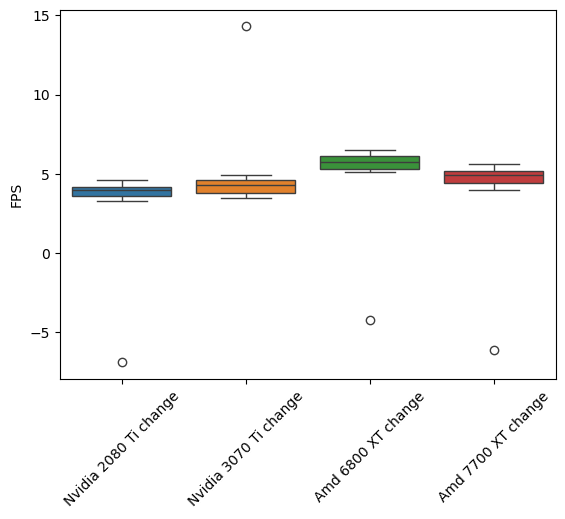 15
10
5
0
−5
FPS
Nvidia 2080 Ti change
Nvidia 3070 Ti change
Amd 6800 XT change
Amd 7700 XT change